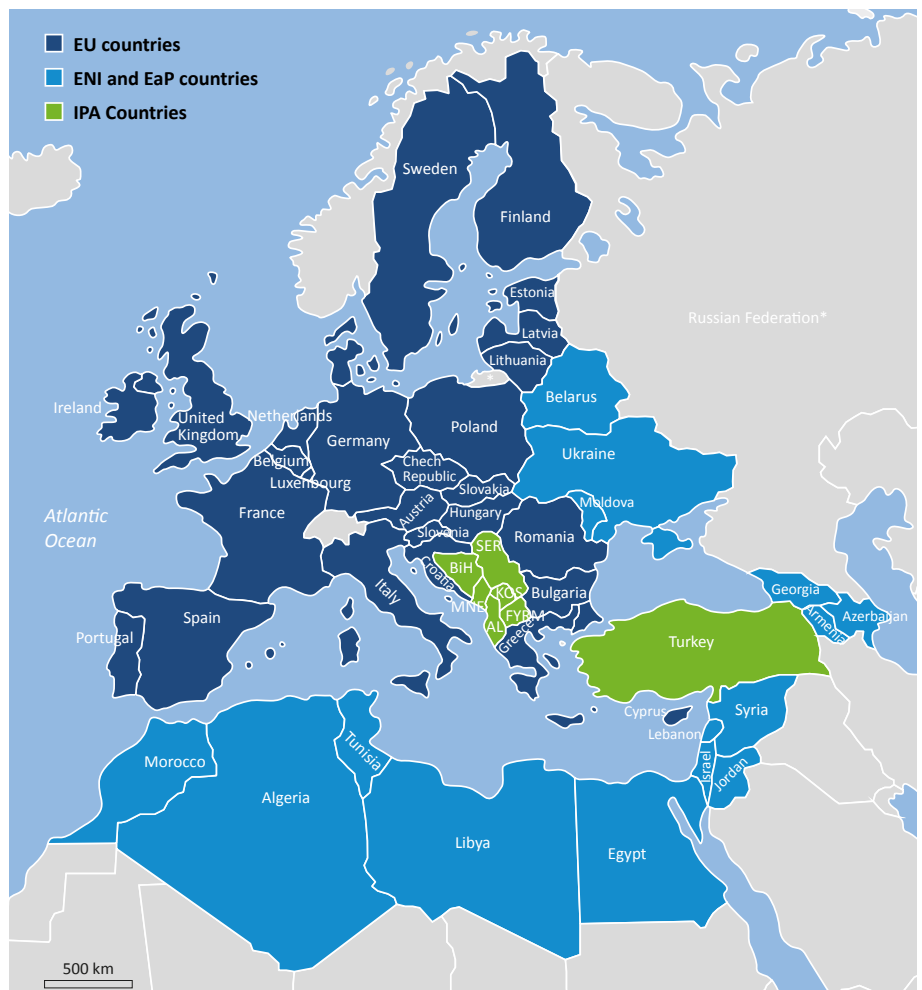 EU countries
ENI and EaP countries
IPA Countries
Sweden
Finland
Estonia
Russian Federation*
Latvia
Lithuania
Belarus
Ireland
United
Kingdom
Netherlands
Germany
Poland
Ukraine
Belgium
Chech
Republic
Luxembourg
Slovakia
Moldova
France
Austria
Hungary
Atlantic
Ocean
Slovonia
Romania
SER
BiH
Croatia
Italy
KOS
Bulgaria
Georgia
MNE
FYRM
AL
Greece
Armenia
Azerbaijan
Spain
Portugal
Turkey
Cyprus
Syria
Lebanon
Israel
Jordan
Morocco
Tunisia
Algeria
Libya
Egypt
500 km